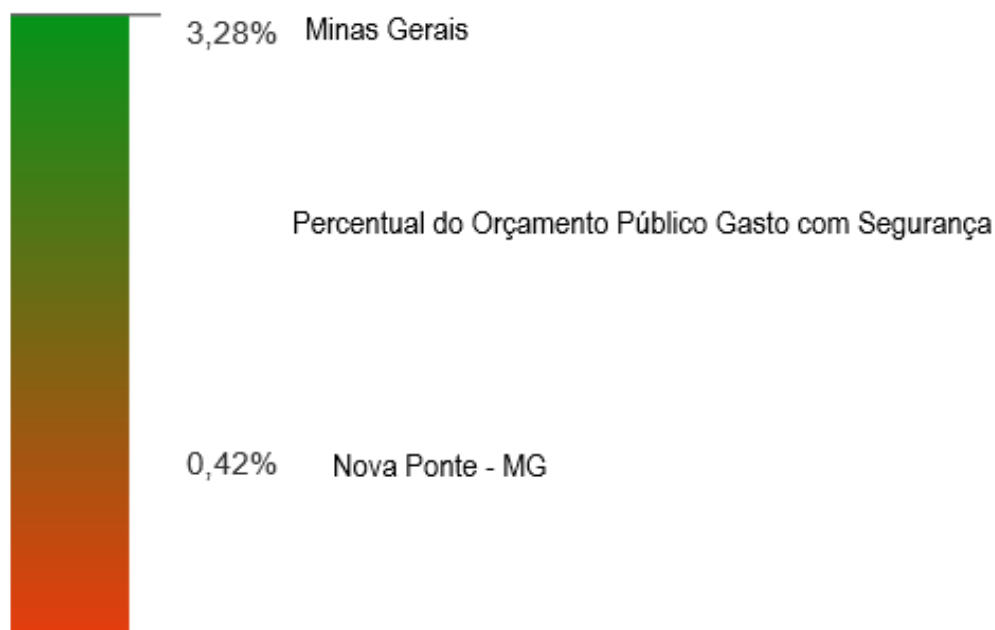 3,28% Minas Gerais
Percentual do Orçamento Público Gasto com Segurança
0,42% Nova Ponte - MG